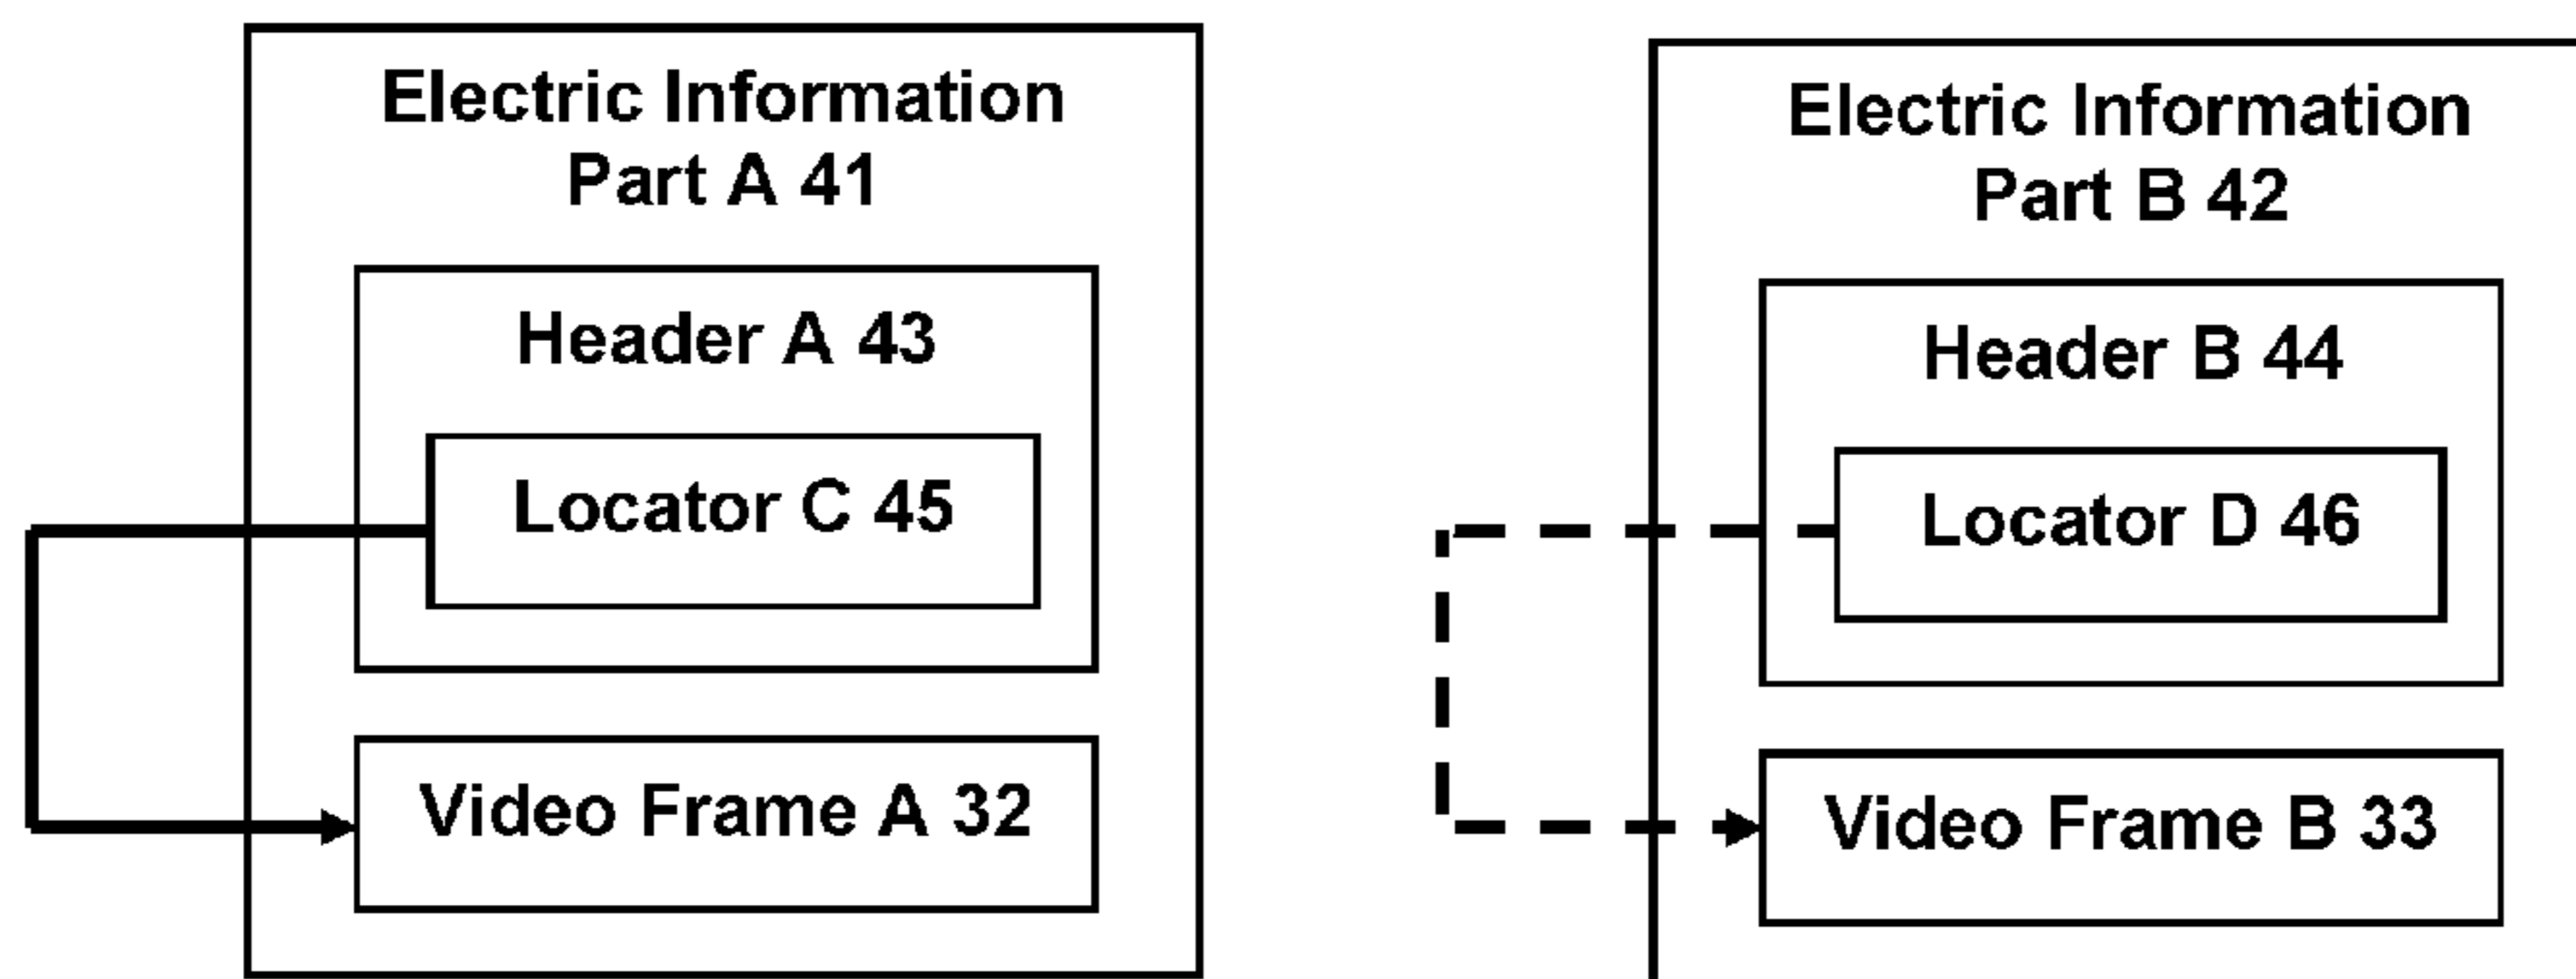 Electric Information
Part A 41
Header A 43
Locator C 45
Video Frame A 32
Electric Information
Part B 42
Header B 44
Locator D 46
Video Frame B 33